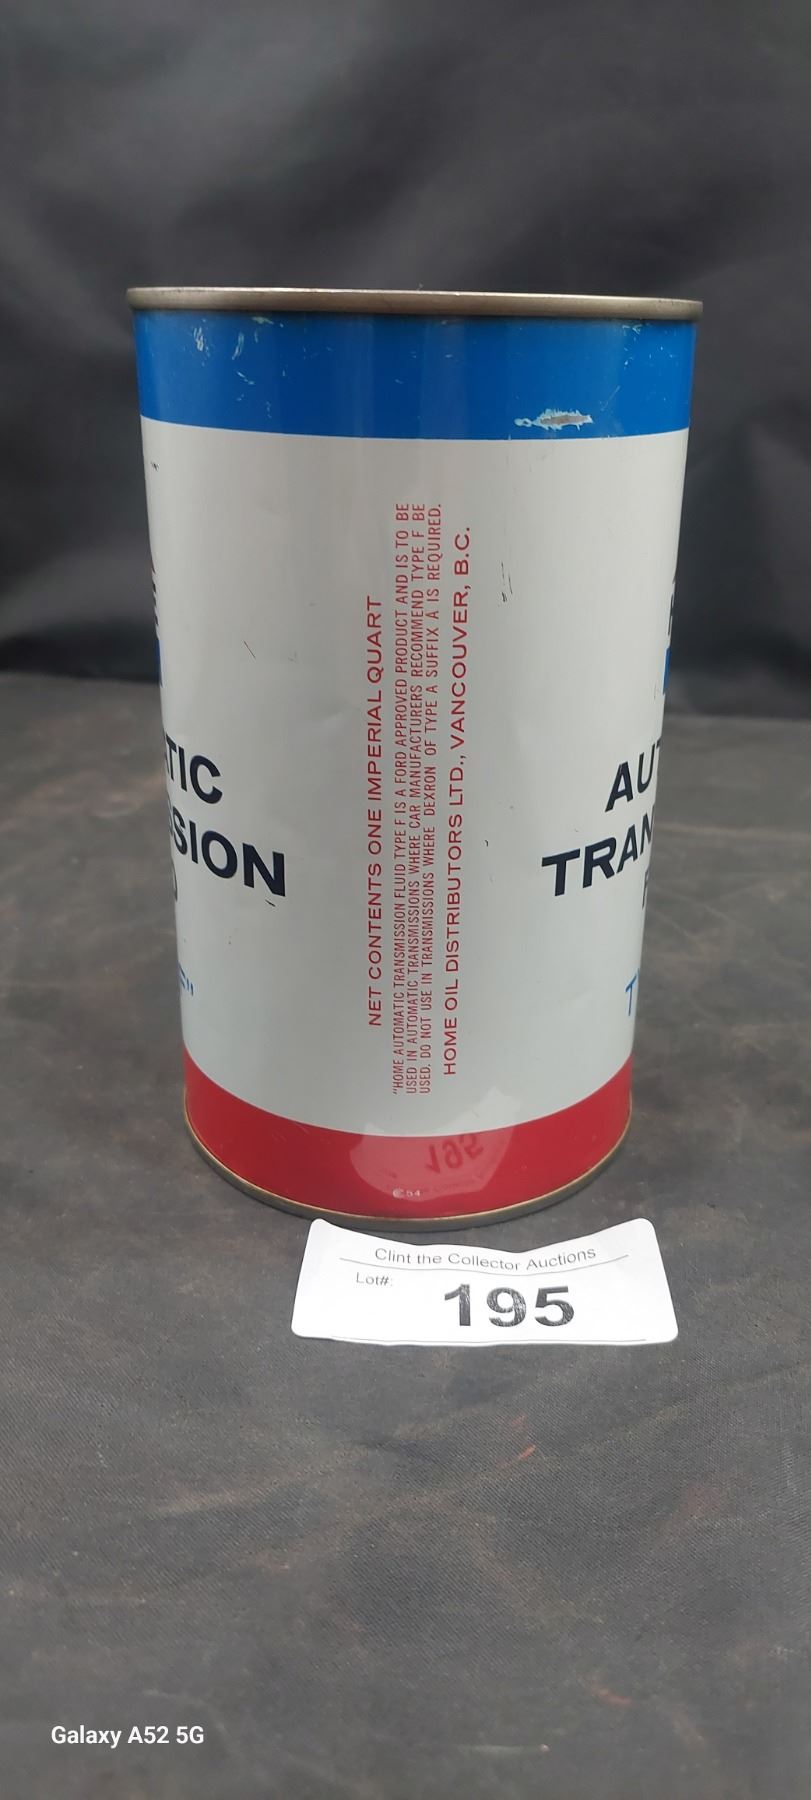 NET CONTENTS ONE IMPERIAL QUART
"HOME AUTOMATIC TRANSMISSION FLUID TYPE F IS A FORD APPROVED PRODUCT AND IS TO BE
USED IN AUTOMATIC TRANSMISSIONS WHERE CAR MANUFACTURERS RECOMMEND TYPE F BE
USED. DO NOT USE IN TRANSMISSIONS WHERE DEXRON OF TYPE A SUFFIX A IS REQUIRED.
HOME OIL DISTRIBUTORS LTD., VANCOUVER, B.C.
TIC
SION
AUT
TRAN
Clint the Collector Auctions
Lot#:
195
Galaxy A52 5G